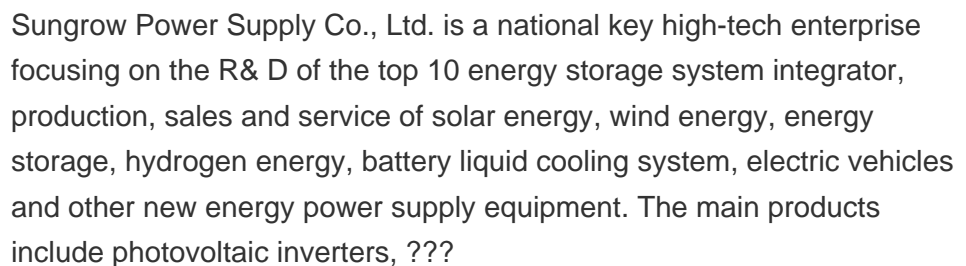 Sungrow Power Supply Co., Ltd. is a national key high-tech enterprise
focusing on the R& D of the top 10 energy storage system integrator,
production, sales and service of solar energy, wind energy, energy
storage, hydrogen energy, battery liquid cooling system, electric vehicles
and other new energy power supply equipment. The main products
include photovoltaic inverters, ???